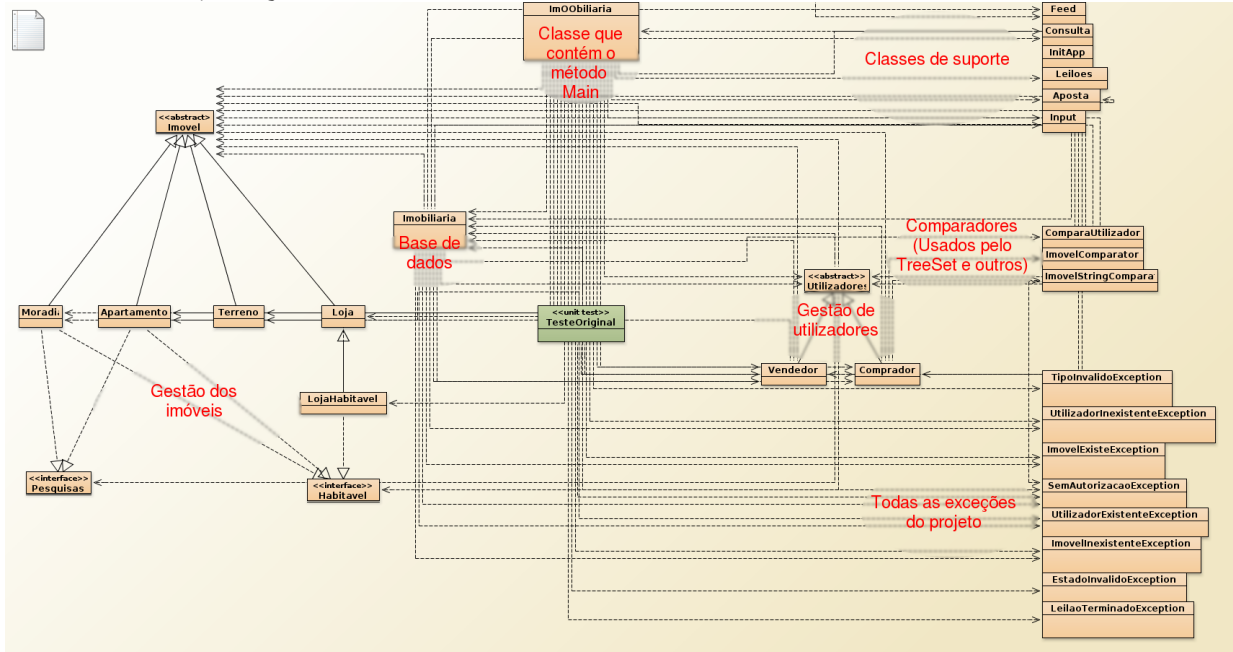 ImOObiliaria
Classe que
contém o
método
Main
Feed
Consulta
InitApp
Leiloes
Aposta
Input
Classes de suporte
<<abstract>
Imovel
Imobiliaria
Base de
dados
Comparadores
(Usados pelo
TreeSet e outros)
ComparaUtilizador
ImovelComparator
ImovelStringCompara
<<abstract>>
Utilizadores
Gestão de
utilizadores
Moradi
Apartamento
Terreno
Loja
<<unit test>>
TesteOriginal
Vendedor
Comprador
Gestão dos
imóveis
LojaHabitavel
<<interface>>
Pesquisas
<<interface>>
Habitavel
TipoInvalidoException
UtilizadorInexistenteException
ImovelExisteException
SemAutorizacaoException
UtilizadorExistenteException
ImovelInexistenteException
EstadoInvalidoException
LeilaoTerminadoException
Todas as exceções
do projeto